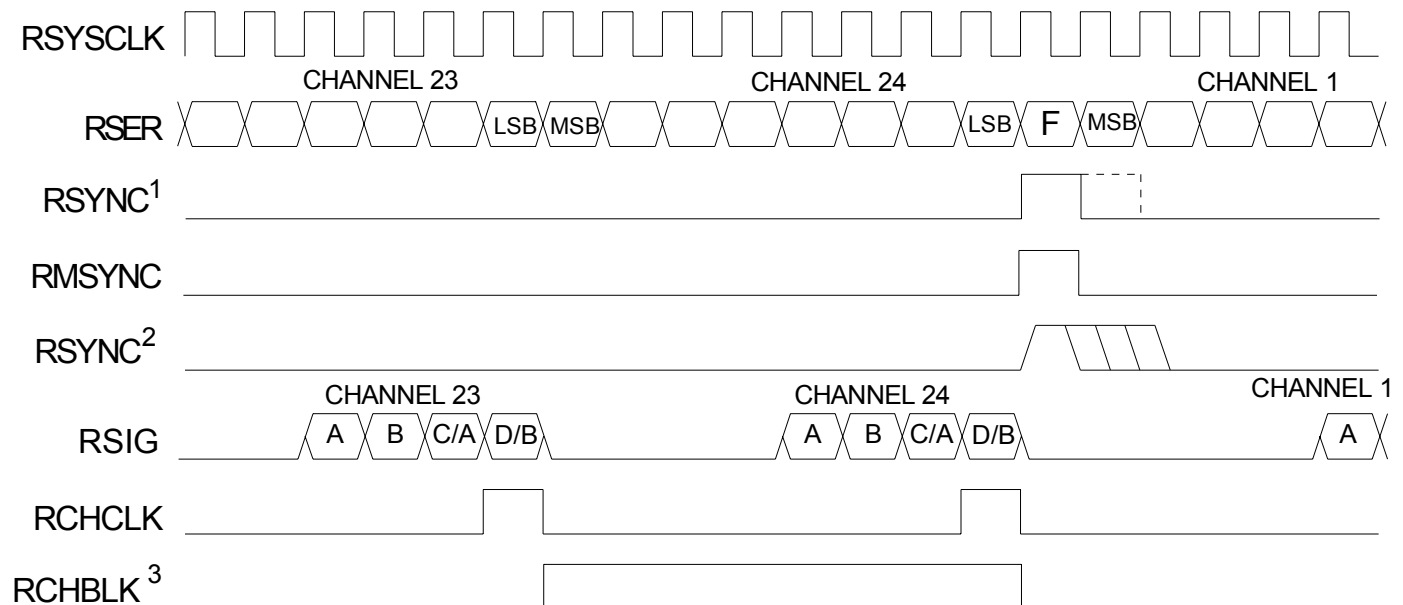 RSYSCLK
CHANNEL 23 CHANNEL 24 CHANNEL 1
RSER LSB MSB LSB F MSB
RSYNC1
RMSYNC
RSYNC2
CHANNEL 23 CHANNEL 24 CHANNEL 1
RSIG A B C/A D/B A B C/A D/B A
RCHCLK
RCHBLK 3